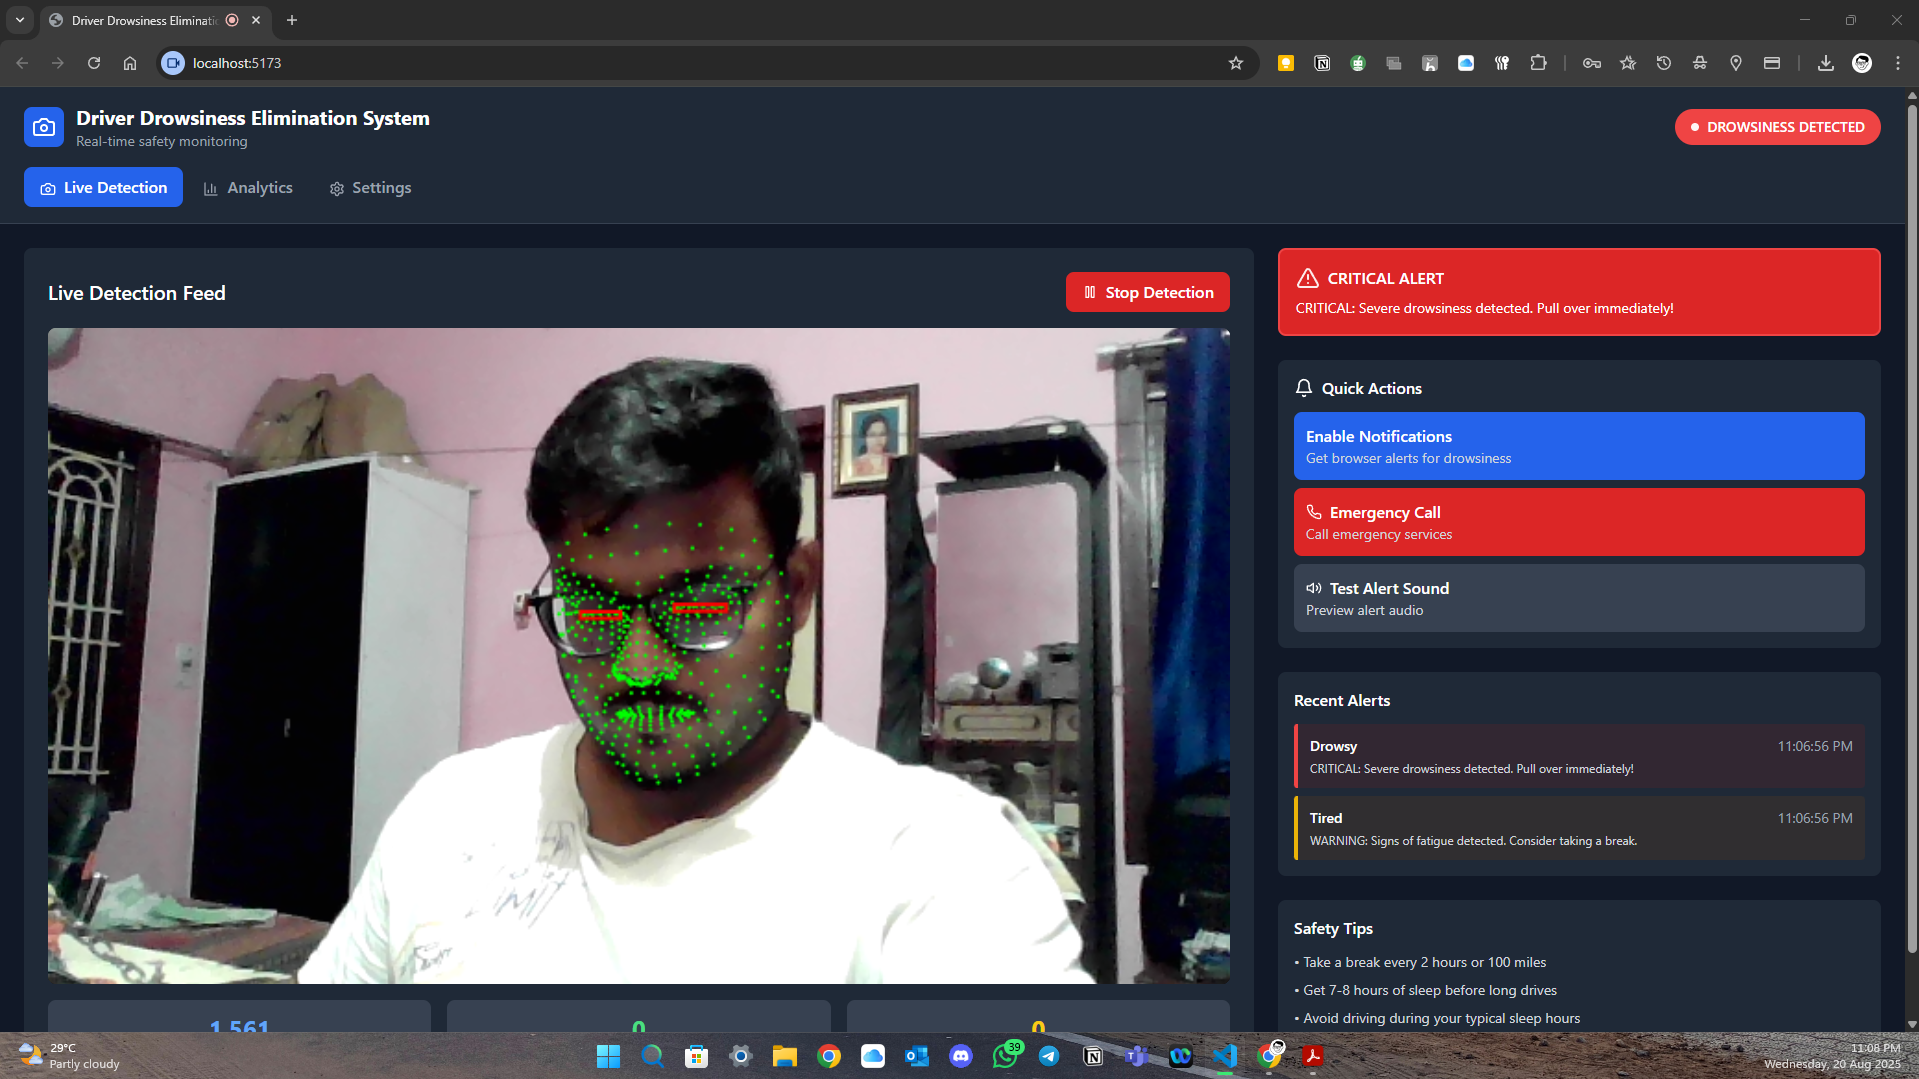 Driver Drowsiness Eliminati
localhost:5173
Driver Drowsiness Elimination System
Real-time safety monitoring
DROWSINESS DETECTED
Live Detection
Analytics
Settings
Live Detection Feed
Stop Detection
CRITICAL ALERT
CRITICAL: Severe drowsiness detected. Pull over immediately!
Quick Actions
Enable Notifications
Get browser alerts for drowsiness
Emergency Call
Call emergency services
Test Alert Sound
Preview alert audio
Recent Alerts
Drowsy 11:06:56 PM
CRITICAL: Severe drowsiness detected. Pull over immediately!
Tired 11:06:56 PM
WARNING: Signs of fatigue detected. Consider taking a break.
Safety Tips
• Take a break every 2 hours or 100 miles
• Get 7-8 hours of sleep before long drives
• Avoid driving during your typical sleep hours
1,561
0
0
29°C
Partly cloudy
39
11:08 PM
Wednesday, 20 Aug 2025